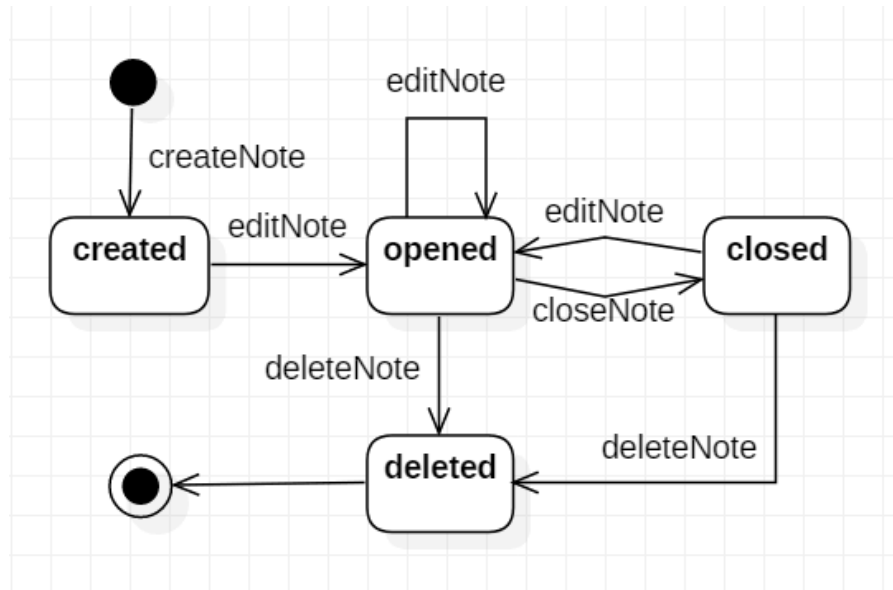 editNote
createNote
editNote
editNote
created
opened
closed
closeNote
deleteNote
deleteNote
deleted